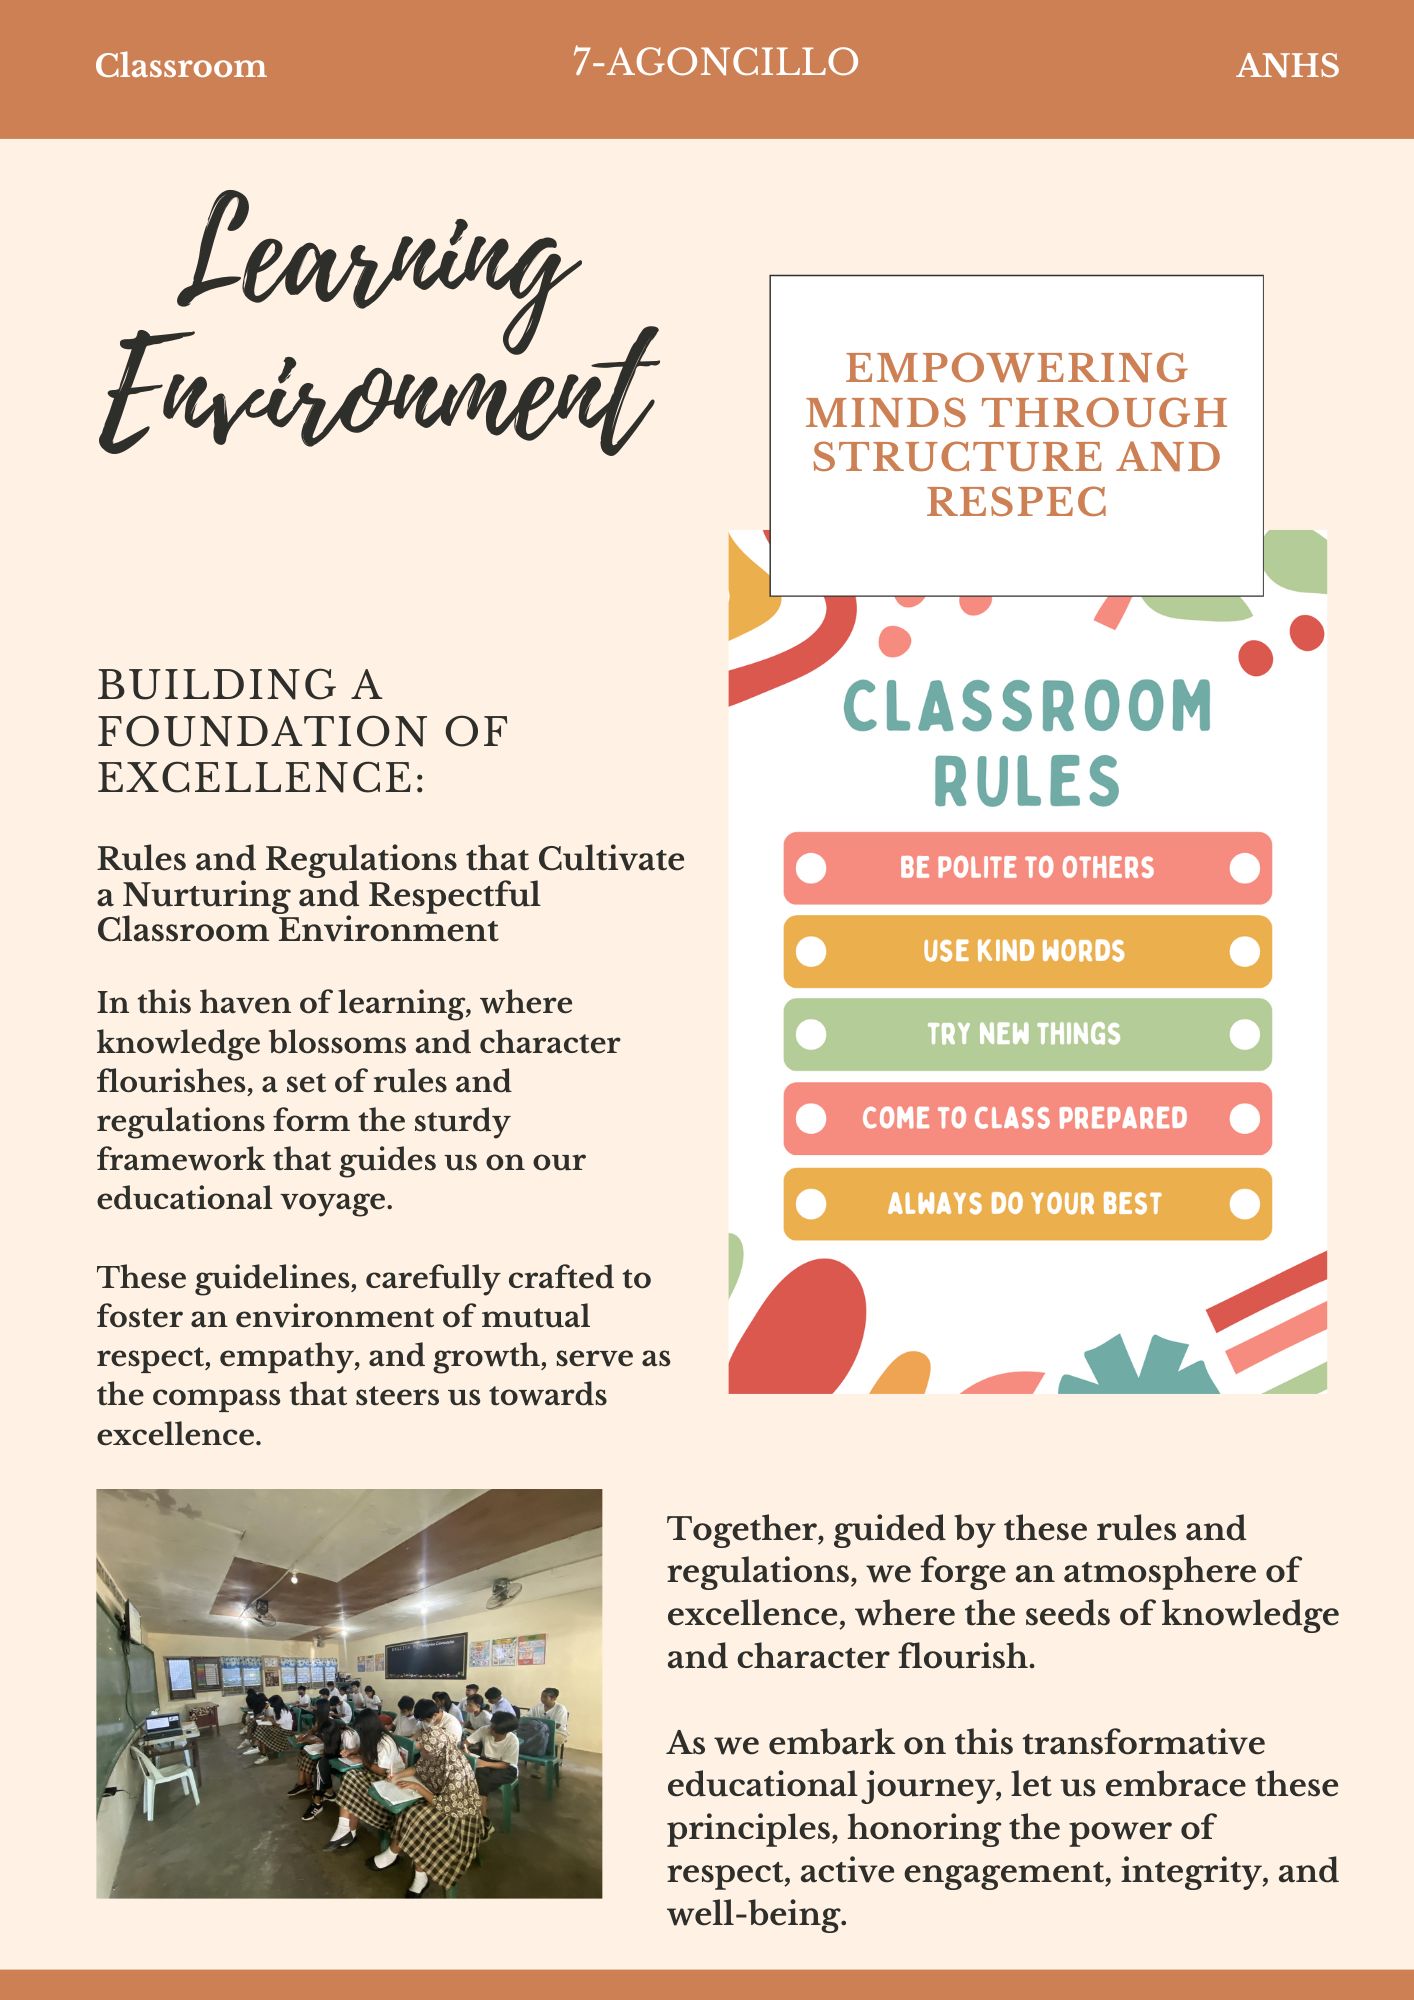 Classroom
7-AGONCILLO
ANHS
Learning
Environment
EMPOWERING
MINDS THROUGH
STRUCTURE AND
RESPEC
BUILDING A
FOUNDATION OF
EXCELLENCE:
Rules and Regulations that Cultivate
a Nurturing and Respectful
Classroom Environment
In this haven of learning, where
knowledge blossoms and character
flourishes, a set of rules and
regulations form the sturdy
framework that guides us on our
educational voyage.
These guidelines, carefully crafted to
foster an environment of mutual
respect, empathy, and growth, serve as
the compass that steers us towards
excellence.
CLASSROOM
RULES
BE POLITE TO OTHERS
USE KIND WORDS
TRY NEW THINGS
COME TO CLASS PREPARED
ALWAYS DO YOUR BEST
Together, guided by these rules and
regulations, we forge an atmosphere of
excellence, where the seeds of knowledge
and character flourish.
As we embark on this transformative
educational journey, let us embrace these
principles, honoring the power of
respect, active engagement, integrity, and
well-being.